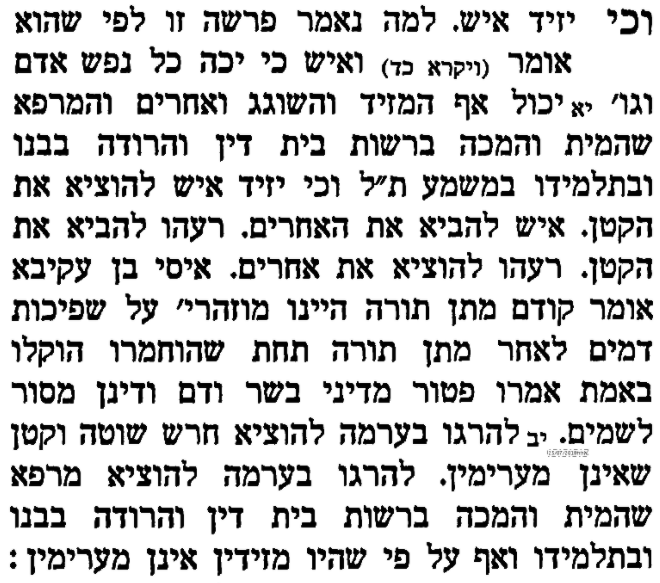 וכי יזיד איש. למה נאמר פרשה זו לפי שהוא
אומר (ויקרא כד) ואיש כי יכה כל נפש אדם
וגו׳ יא יכול אף המזיד והשוגג ואחרים והמרפא
שהמית והמכה ברשות בית דין והרודה בבנו
ובתלמידו במשמע ת״ל וכי יזיד איש להוציא את
הקטן. איש להביא את האחרים. רעהו להביא את
הקטן. רעהו להוציא את אחרים. איסי בן עקיבא
אומר קודם מתן תורה היינו מוזהרי׳ על שפיכות
דמים לאחר מתן תורה תחת שהוחמרו הוקלו
באמת אמרו פטור מדיני בשר ודם ודינן מסור
לשמים. יב להרגו בערמה להוציא חרש שוטה וקטן
שאינן מערימין. להרגו בערמה להוציא מרפא
שהמית והמכה ברשות בית דין והרודה בבנו
ובתלמידו ואף על פי שהיו מזידין אינן מערימין :